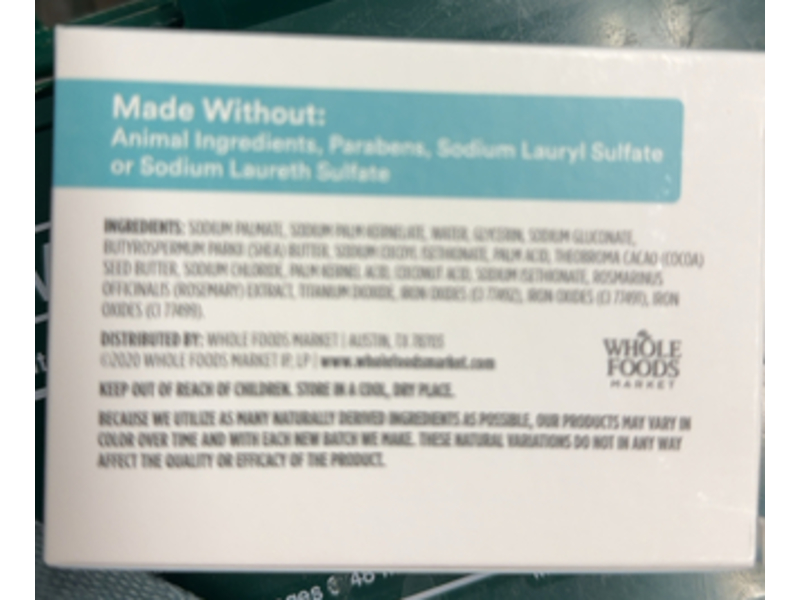 Made Without:
Animal Ingredients, Parabens, Sodium Lauryl Sulfate
or Sodium Laureth Sulfate
INGREDIENTS: SODIUM PALMATE, SODIUM PALM KERNELATE, WATER, GLYCERIN, SODIUM GLUCONATE,
BUTYROSPERMUM PARKII (SHEA) BUTTER, SODIUM COCOYL ISETHIONATE, PALM ACID, THEOBROMA CACAO (COCOA)
SEED BUTTER, SODIUM CHLORIDE, PALM KERNEL ACID, COCONUT ACID, SODIUM ISETHIONATE, ROSMARINUS
OFFICINALIS (ROSEMARY) EXTRACT, TITANIUM DIOXIDE, IRON OXIDES (CI 77492), IRON OXIDES (CI 77491), IRON
OXIDES (CI 77499).
DISTRIBUTED BY: WHOLE FOODS MARKET | AUSTIN, TX 78703
©2020 WHOLE FOODS MARKET IP, LP | www.wholefoodsmarket.com
WHOLE
FOODS
MARKET
KEEP OUT OF REACH OF CHILDREN. STORE IN A COOL, DRY PLACE.
BECAUSE WE UTILIZE AS MANY NATURALLY DERIVED INGREDIENTS AS POSSIBLE, OUR PRODUCTS MAY VARY IN
COLOR OVER TIME AND WITH EACH NEW BATCH WE MAKE. THESE NATURAL VARIATIONS DO NOT IN ANY WAY
AFFECT THE QUALITY OR EFFICACY OF THE PRODUCT.